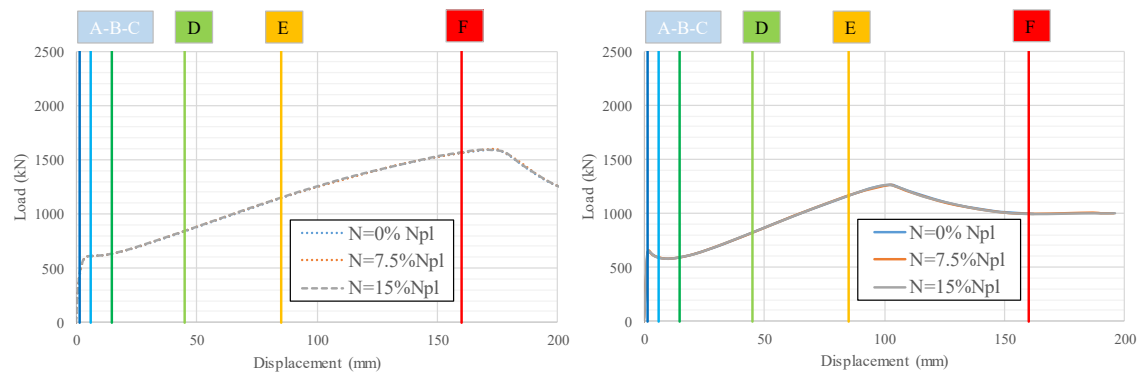 A-B-C D E F
2500
2000
1500
1000
500
0
Load (kN)
N=0% Npl
N=7.5%Npl
N=15%Npl
0 50 100 150 200
Displacement (mm)
A-B-C D E F
2500
2000
1500
1000
500
0
Load (kN)
N=0% Npl
N=7.5%Npl
N=15%Npl
0 50 100 150 200
Displacement (mm)